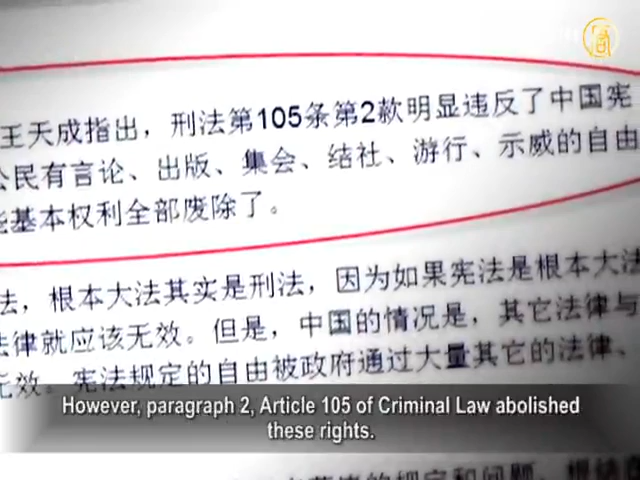 王天成指出，刑法第105条第2款明显违反了中国宪
公民有言论、出版、集会、结社、游行、示威的自由
些基本权利全部废除了。
法，根本大法其实是刑法，因为如果宪法是根本大法
法律就应该无效。但是，中国的情况是，其它法律与
无效。宪法规定的自由被政府通过大量其它的法律、
However, paragraph 2, Article 105 of Criminal Law abolished
these rights.